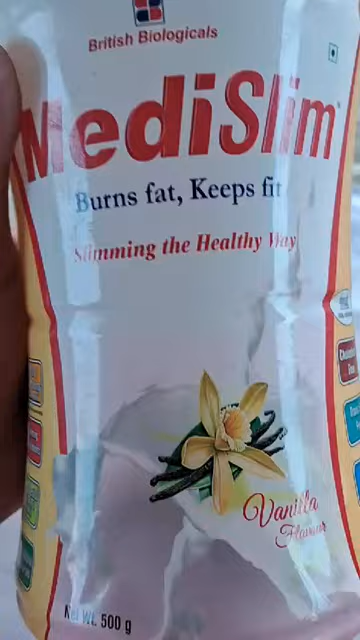 British Biologicals
MediSlim
Burns fat, Keeps fit
Slimming the Healthy Way
Vanilla
Flavour
Net Wt. 500 g